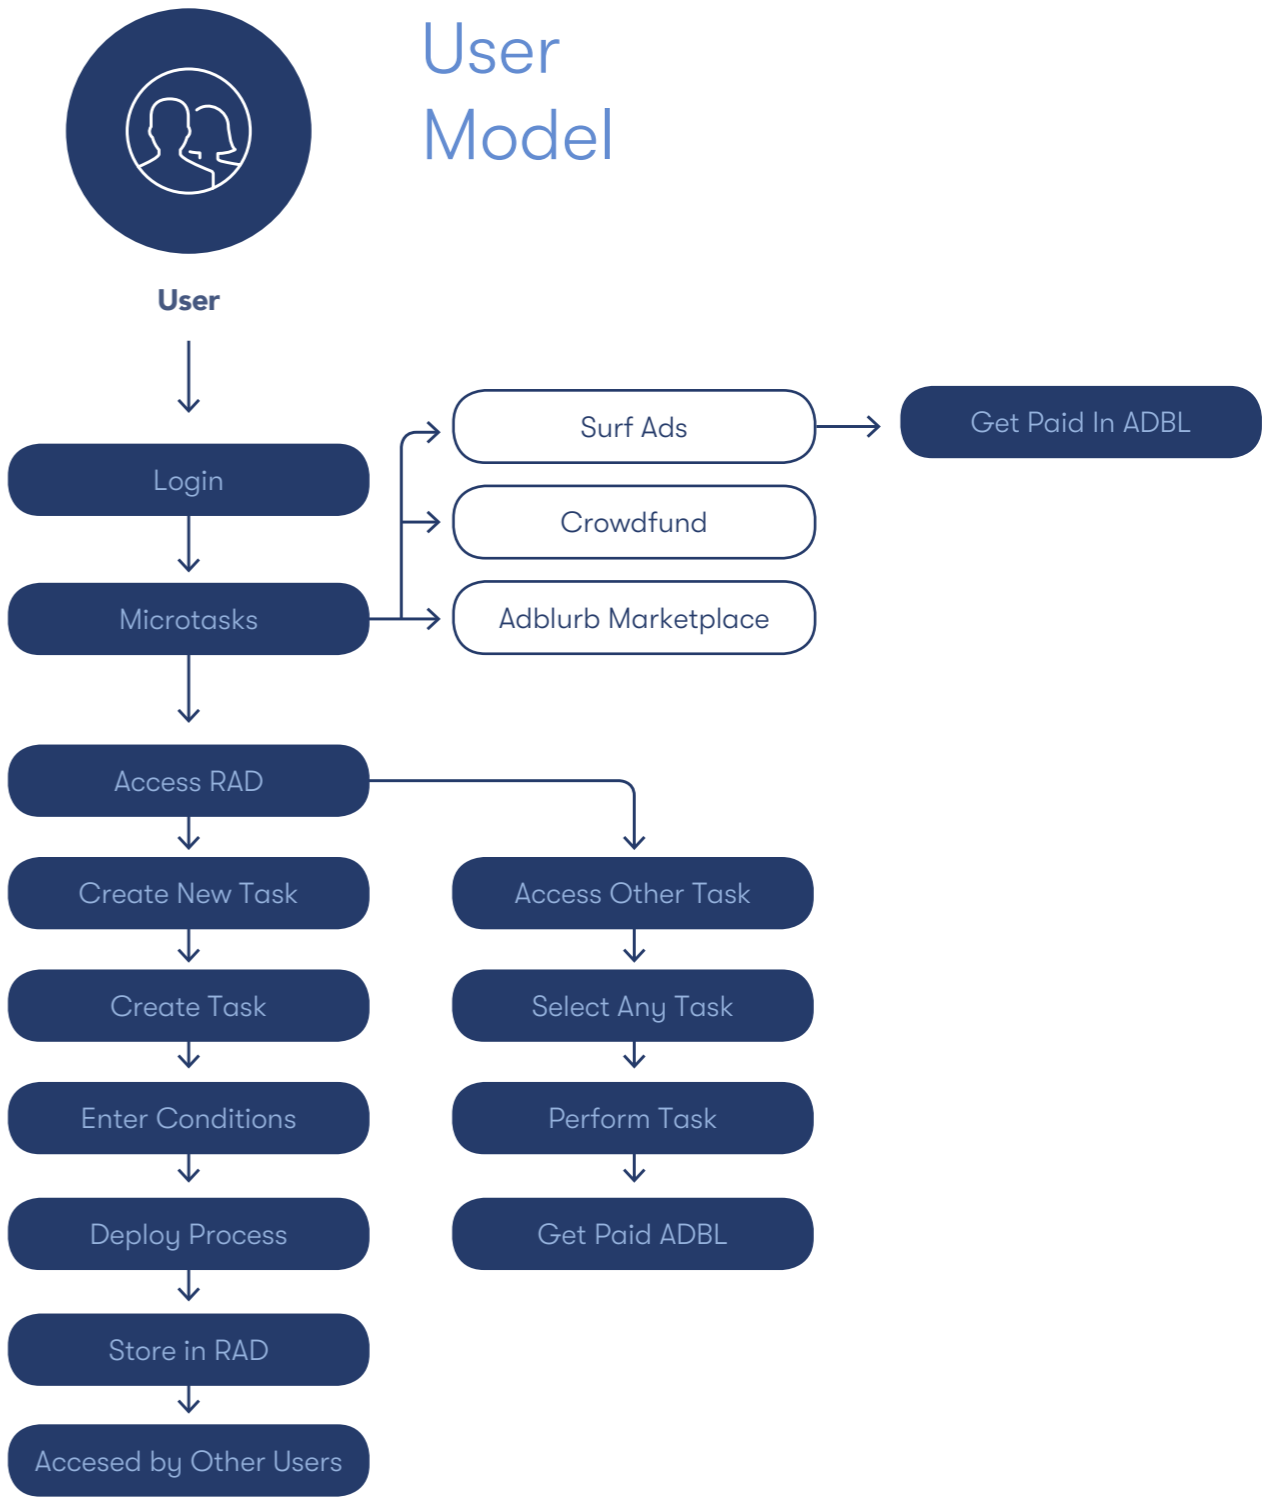 User
Model
User
Login
Microtasks
Surf Ads
Get Paid In ADBL
Crowdfund
Adblurb Marketplace
Access RAD
Create New Task
Create Task
Enter Conditions
Deploy Process
Store in RAD
Accesed by Other Users
Access Other Task
Select Any Task
Perform Task
Get Paid ADBL